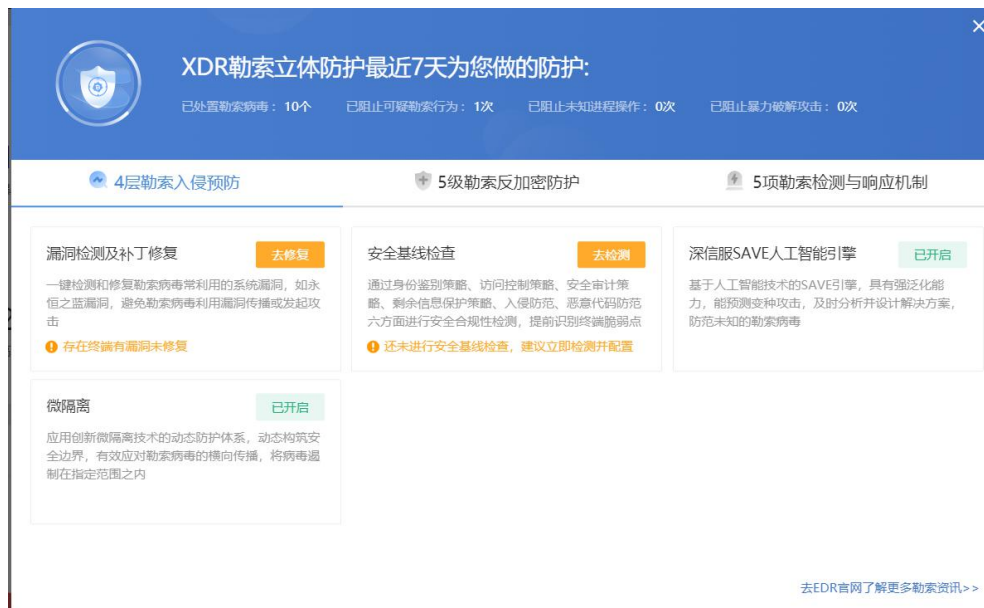 XDR勒索立体防护最近7天为您做的防护:
已处置勒索病毒：10个 已阻止可疑勒索行为：1次 已阻止未知进程操作：0次 已阻止暴力破解攻击：0次
4层勒索入侵预防 5级勒索反加密防护 5项勒索检测与响应机制
漏洞检测及补丁修复 去修复
一键检测和修复勒索病毒常利用的系统漏洞，如永
恒之蓝漏洞，避免勒索病毒利用漏洞传播或发起攻
击
存在终端有漏洞未修复
安全基线检查 去检测
通过身份鉴别策略、访问控制策略、安全审计策
略、剩余信息保护策略、入侵防范、恶意代码防范
六方面进行安全合规性检测，提前识别终端脆弱点
还未进行安全基线检查，建议立即检测并配置
深信服SAVE人工智能引擎 已开启
基于人工智能技术的SAVE引擎，具有强泛化能
力，能预测变种攻击，及时分析并设计解决方案，
防范未知的勒索病毒
微隔离 已开启
应用创新微隔离技术的动态防护体系，动态构筑安
全边界，有效应对勒索病毒的横向传播，将病毒遏
制在指定范围之内
去EDR官网了解更多勒索资讯>>